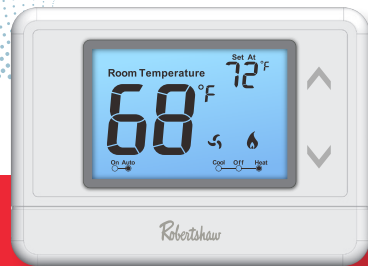 Set At
Room Temperature 72°F
68°F
On Auto Cool Off Heat
Robertshaw